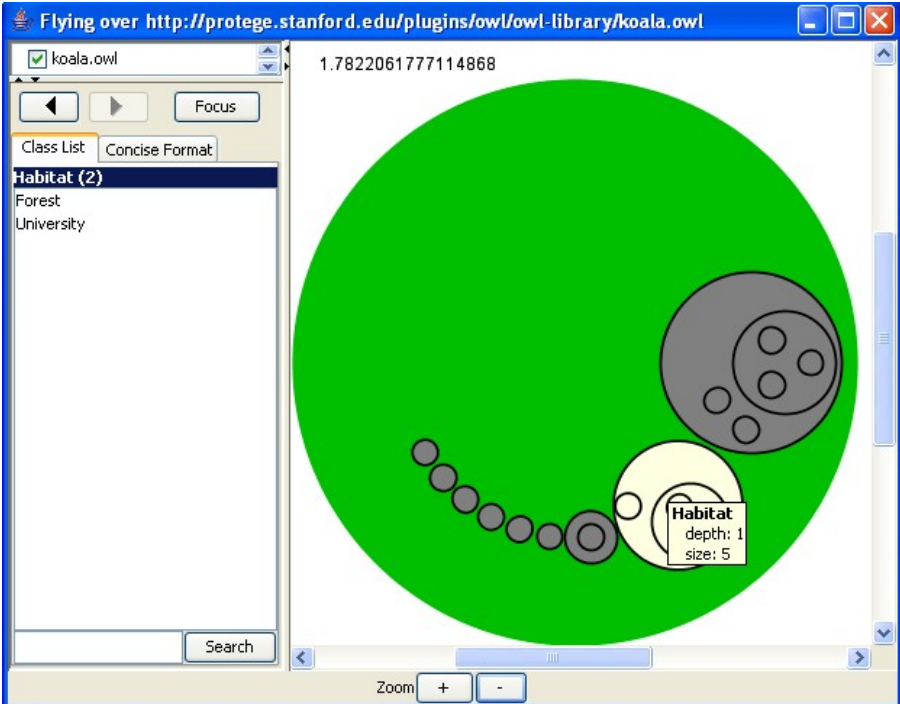 Flying over http://protege.stanford.edu/plugins/owl/owl-library/koala.owl
koala.owl
Focus
Class List
Concise Format
Habitat (2)
Forest
University
Search
1.7822061777114868
Habitat
depth: 1
size: 5
Zoom
+
-